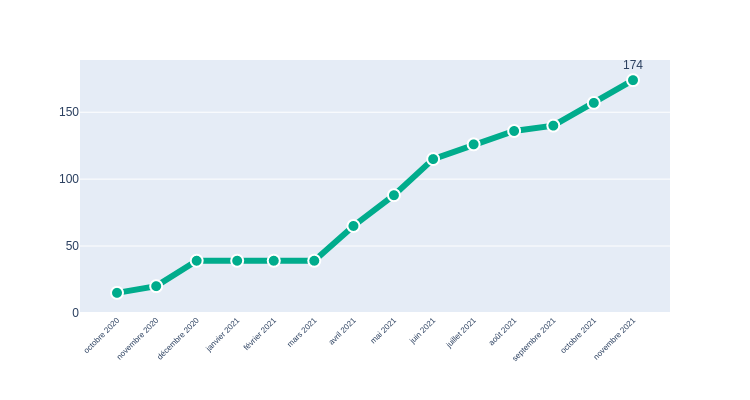 174
150
100
50
0
octobre 2020
novembre 2020
décembre 2020
janvier 2021
février 2021
mars 2021
avril 2021
mai 2021
juin 2021
juillet 2021
août 2021
septembre 2021
octobre 2021
novembre 2021